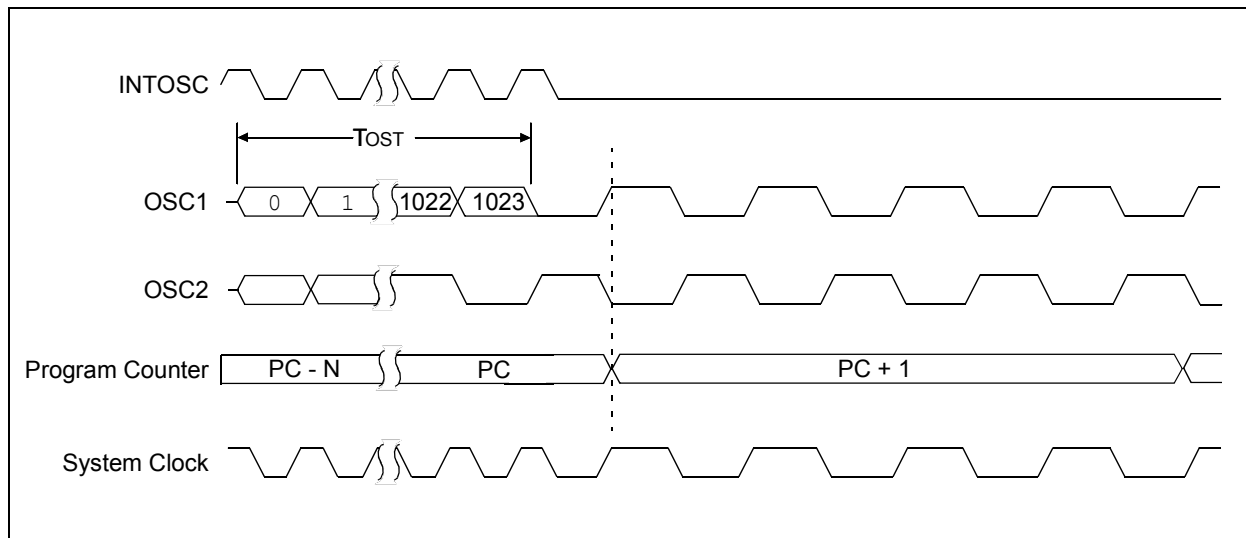 INTOSC
TOST
OSC1 0 1 1022 1023
OSC2
Program Counter PC - N PC PC + 1
System Clock